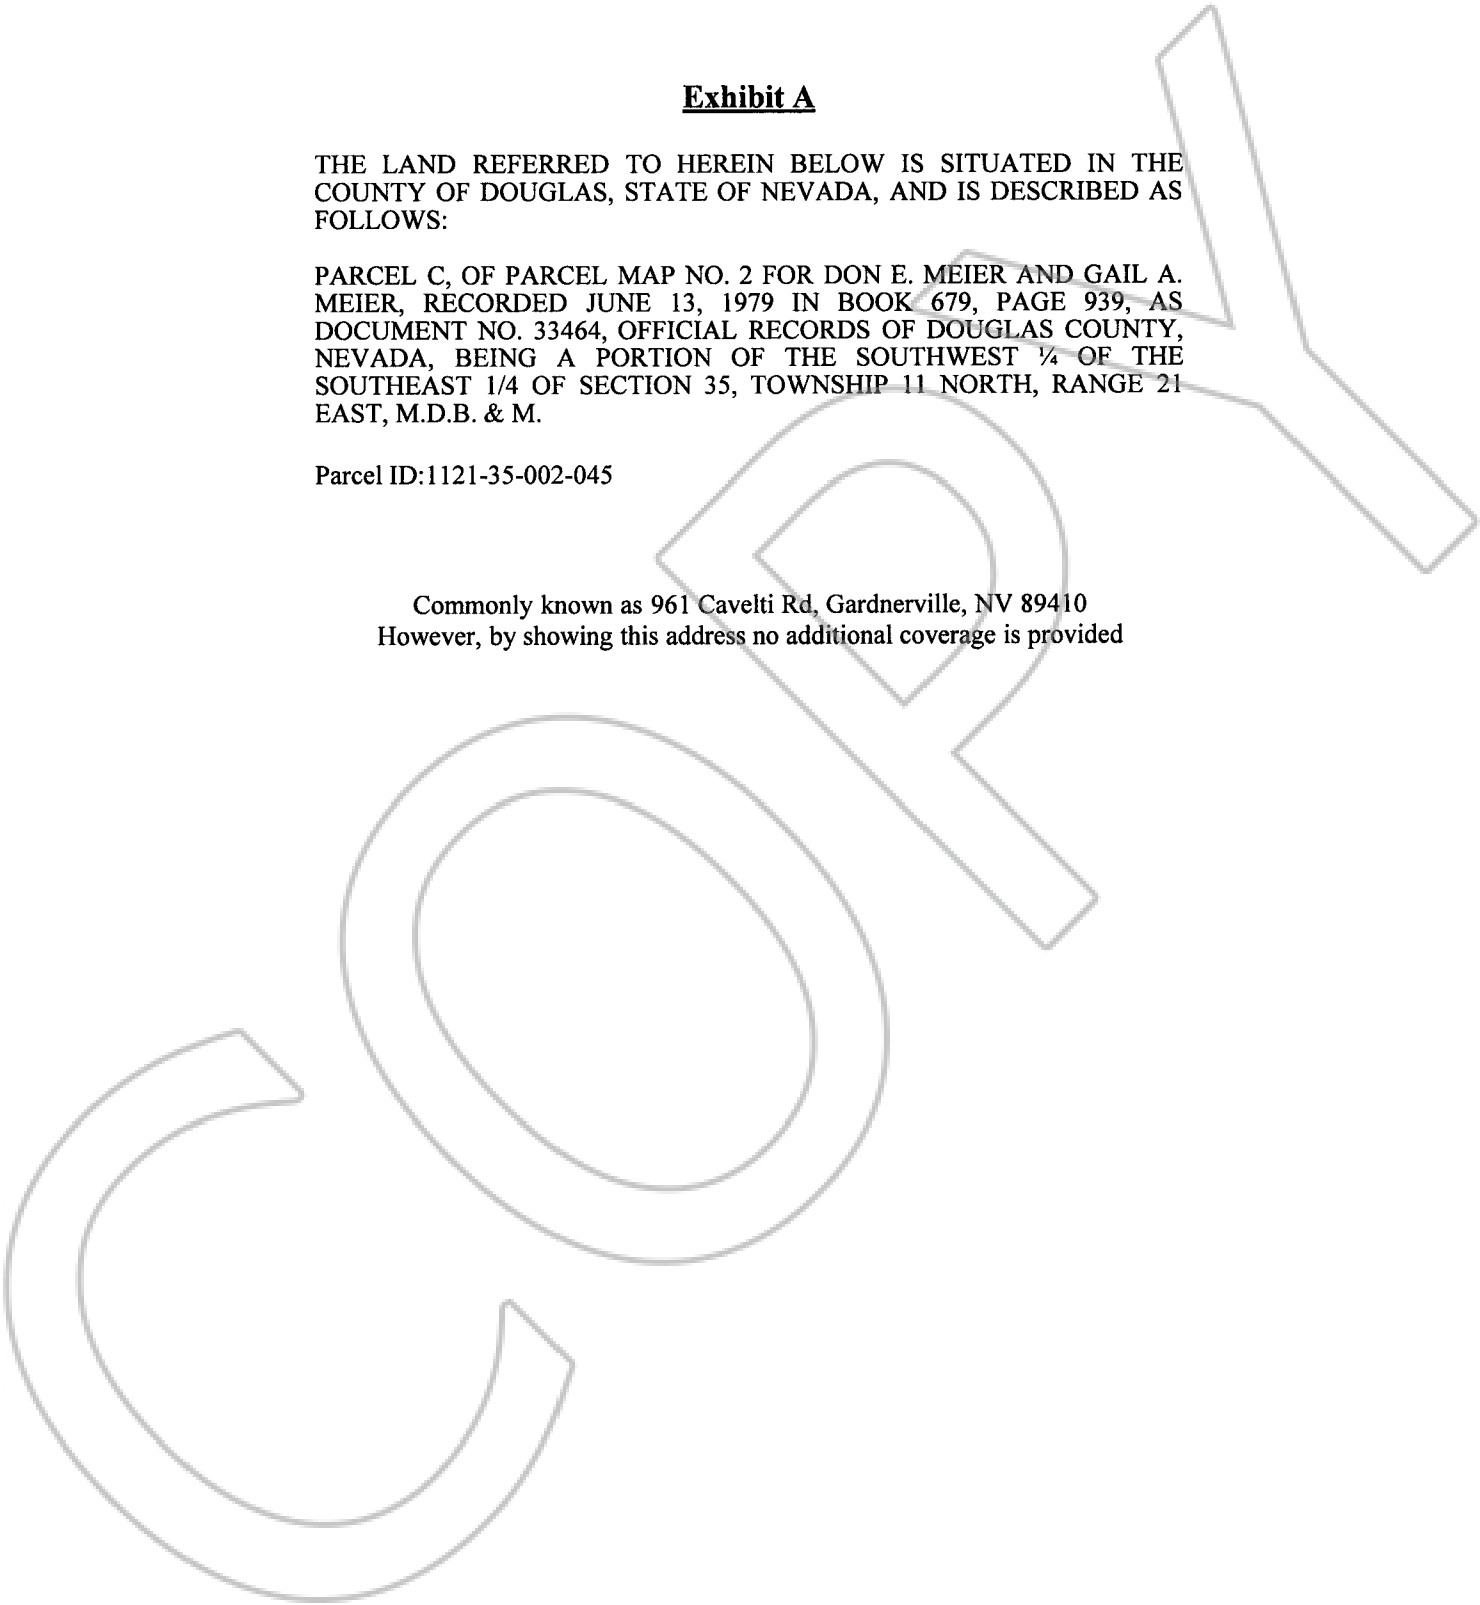 Exhibit A
THE LAND REFERRED TO HEREIN BELOW IS SITUATED IN THE
COUNTY OF DOUGLAS, STATE OF NEVADA, AND IS DESCRIBED AS
FOLLOWS:
PARCEL C, OF PARCEL MAP NO. 2 FOR DON E. MEIER AND GAIL A.
MEIER, RECORDED JUNE 13, 1979 IN BOOK 679, PAGE 939, AS
DOCUMENT NO. 33464, OFFICIAL RECORDS OF DOUGLAS COUNTY,
NEVADA, BEING A PORTION OF THE SOUTHWEST ¼ OF THE
SOUTHEAST 1/4 OF SECTION 35, TOWNSHIP 11 NORTH, RANGE 21
EAST, M.D.B. & M.
Parcel ID:1121-35-002-045
Commonly known as 961 Cavelti Rd, Gardnerville, NV 89410
However, by showing this address no additional coverage is provided
COPY